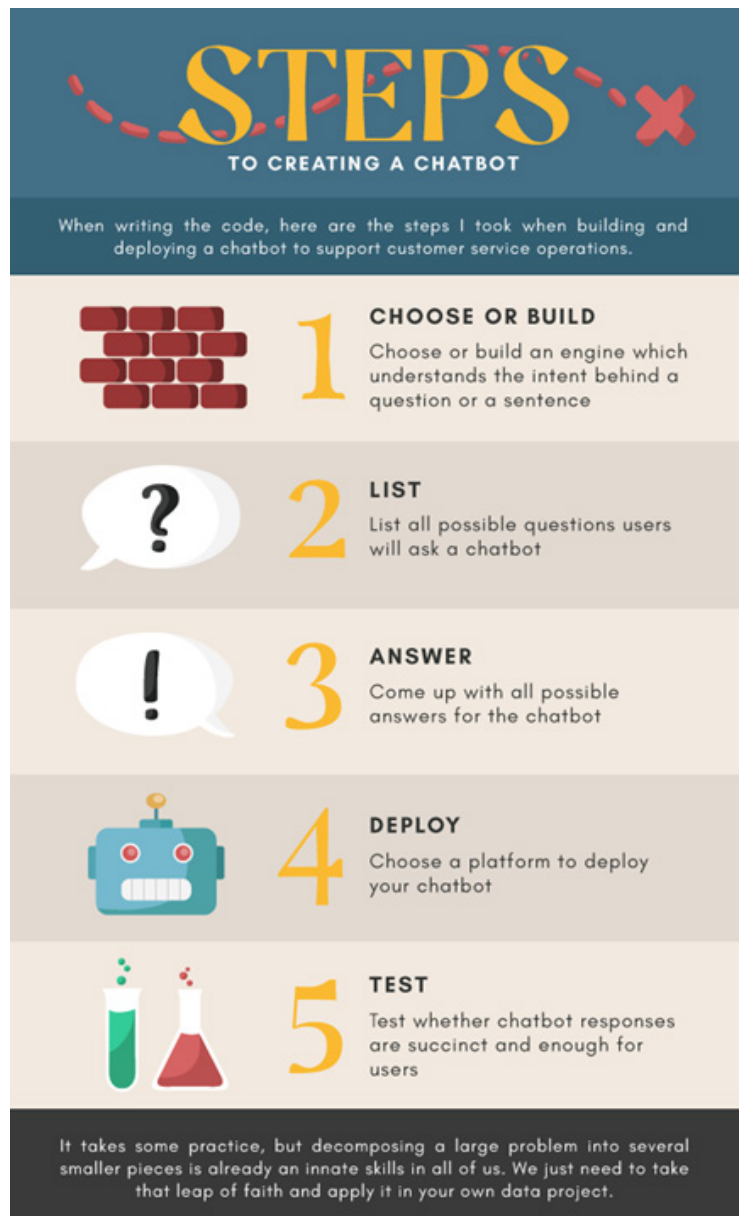 STEPS
TO CREATING A CHATBOT
When writing the code, here are the steps I took when building and
deploying a chatbot to support customer service operations.
1
CHOOSE OR BUILD
Choose or build an engine which
understands the intent behind a
question or a sentence
?
2
LIST
List all possible questions users
will ask a chatbot
!
3
ANSWER
Come up with all possible
answers for the chatbot
4
DEPLOY
Choose a platform to deploy
your chatbot
5
TEST
Test whether chatbot responses
are succinct and enough for
users
It takes some practice, but decomposing a large problem into several
smaller pieces is already an innate skills in all of us. We just need to take
that leap of faith and apply it in your own data project.